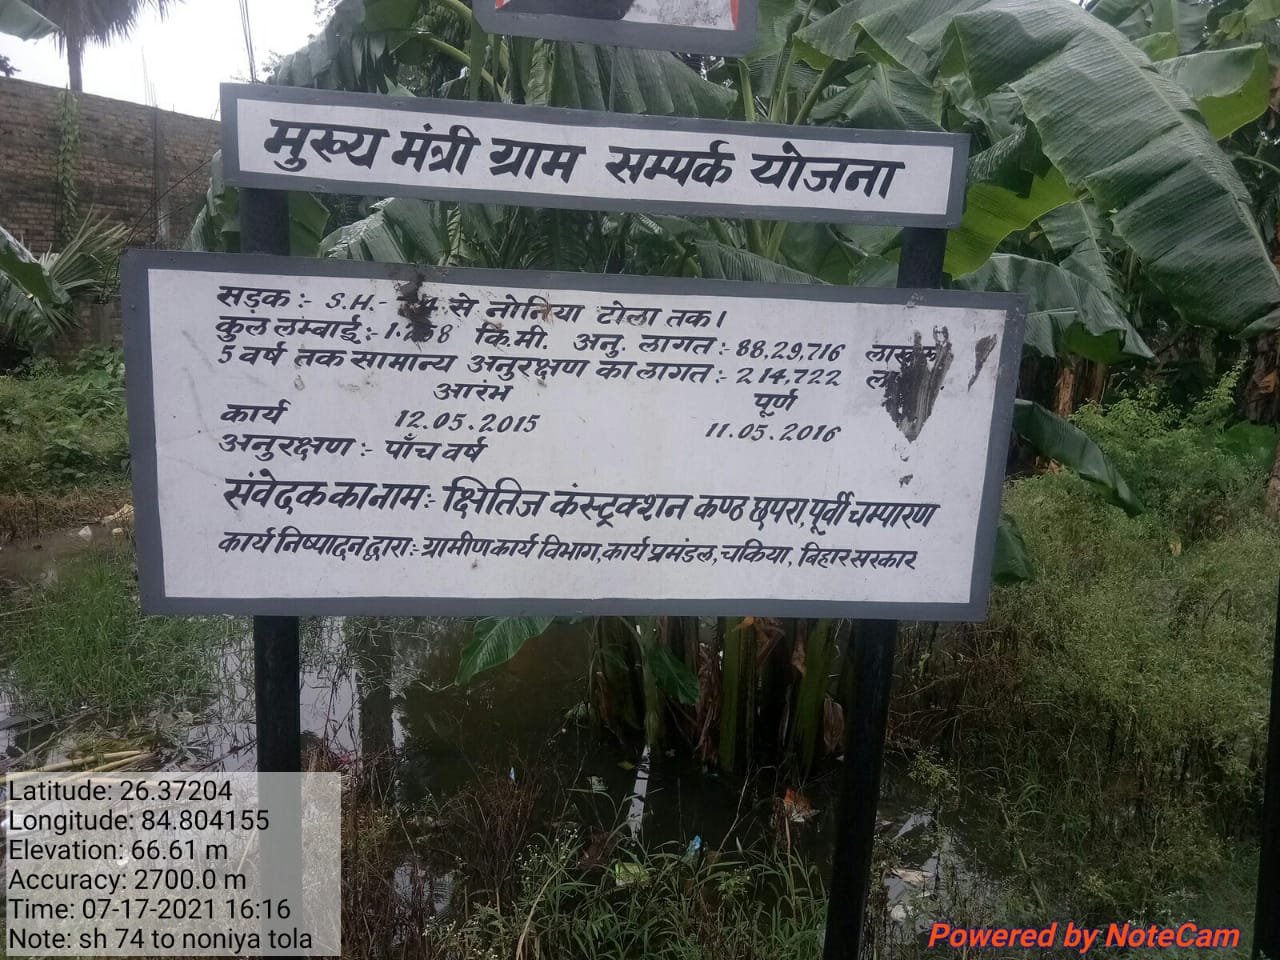 मुख्य मंत्री ग्राम सम्पर्क योजना
सड़क :- S.H.- से नोनिया टोला तक।
कुल लम्बाई :- कि.मी. अनु. लागत :- 88,29,716
5 वर्ष तक सामान्य अनुरक्षण का लागत :- 214,722
आरंभ पूर्ण
कार्य 12.05.2015 11.05.2016
अनुरक्षण :- पाँच वर्ष
संवेदक का नाम :- क्षितिज कंस्ट्रक्शन कण्ठ छपरा, पूर्वी चम्पारण
कार्य निष्पादन द्वारा :- ग्रामीण कार्य विभाग, कार्य प्रमंडल, चकिया, बिहार सरकार
Latitude: 26.37204
Longitude: 84.804155
Elevation: 66.61 m
Accuracy: 2700.0 m
Time: 07-17-2021 16:16
Note: sh 74 to noniya tola
Powered by NoteCam